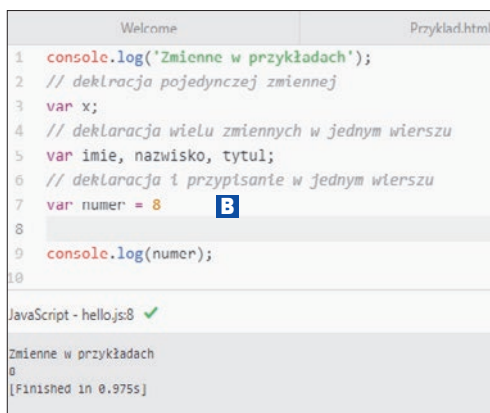 Welcome Przyklad.html
1 console.log('Zmienne w przykładach');
2 // deklracja pojedynczej zmiennej
3 var x;
4 // deklaracja wielu zmiennych w jednym wierszu
5 var imie, nazwisko, tytul;
6 // deklaracja i przypisanie w jednym wierszu
7 var numer = 8 B
8
9 console.log(numer);
10
JavaScript - hello.js:8 ✓
Zmienne w przykładach
8
[Finished in 0.975s]